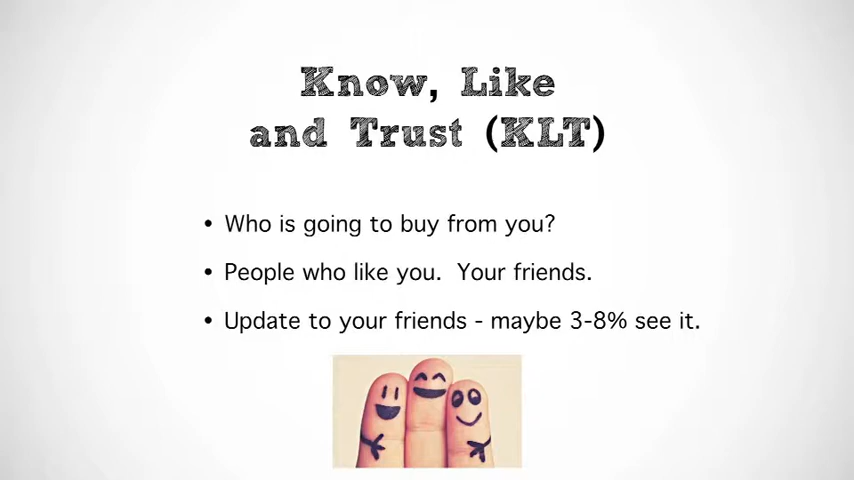 Know, Like
and Trust (KLT)
• Who is going to buy from you?
• People who like you.  Your friends.
• Update to your friends - maybe 3-8% see it.